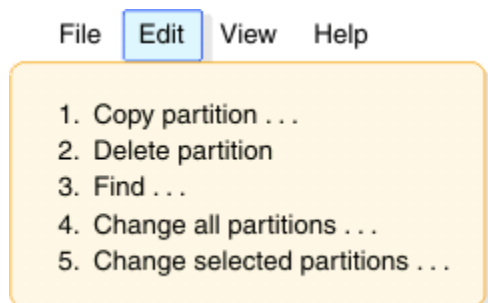 File Edit View Help
1. Copy partition . . .
2. Delete partition
3. Find . . .
4. Change all partitions . . .
5. Change selected partitions . . .